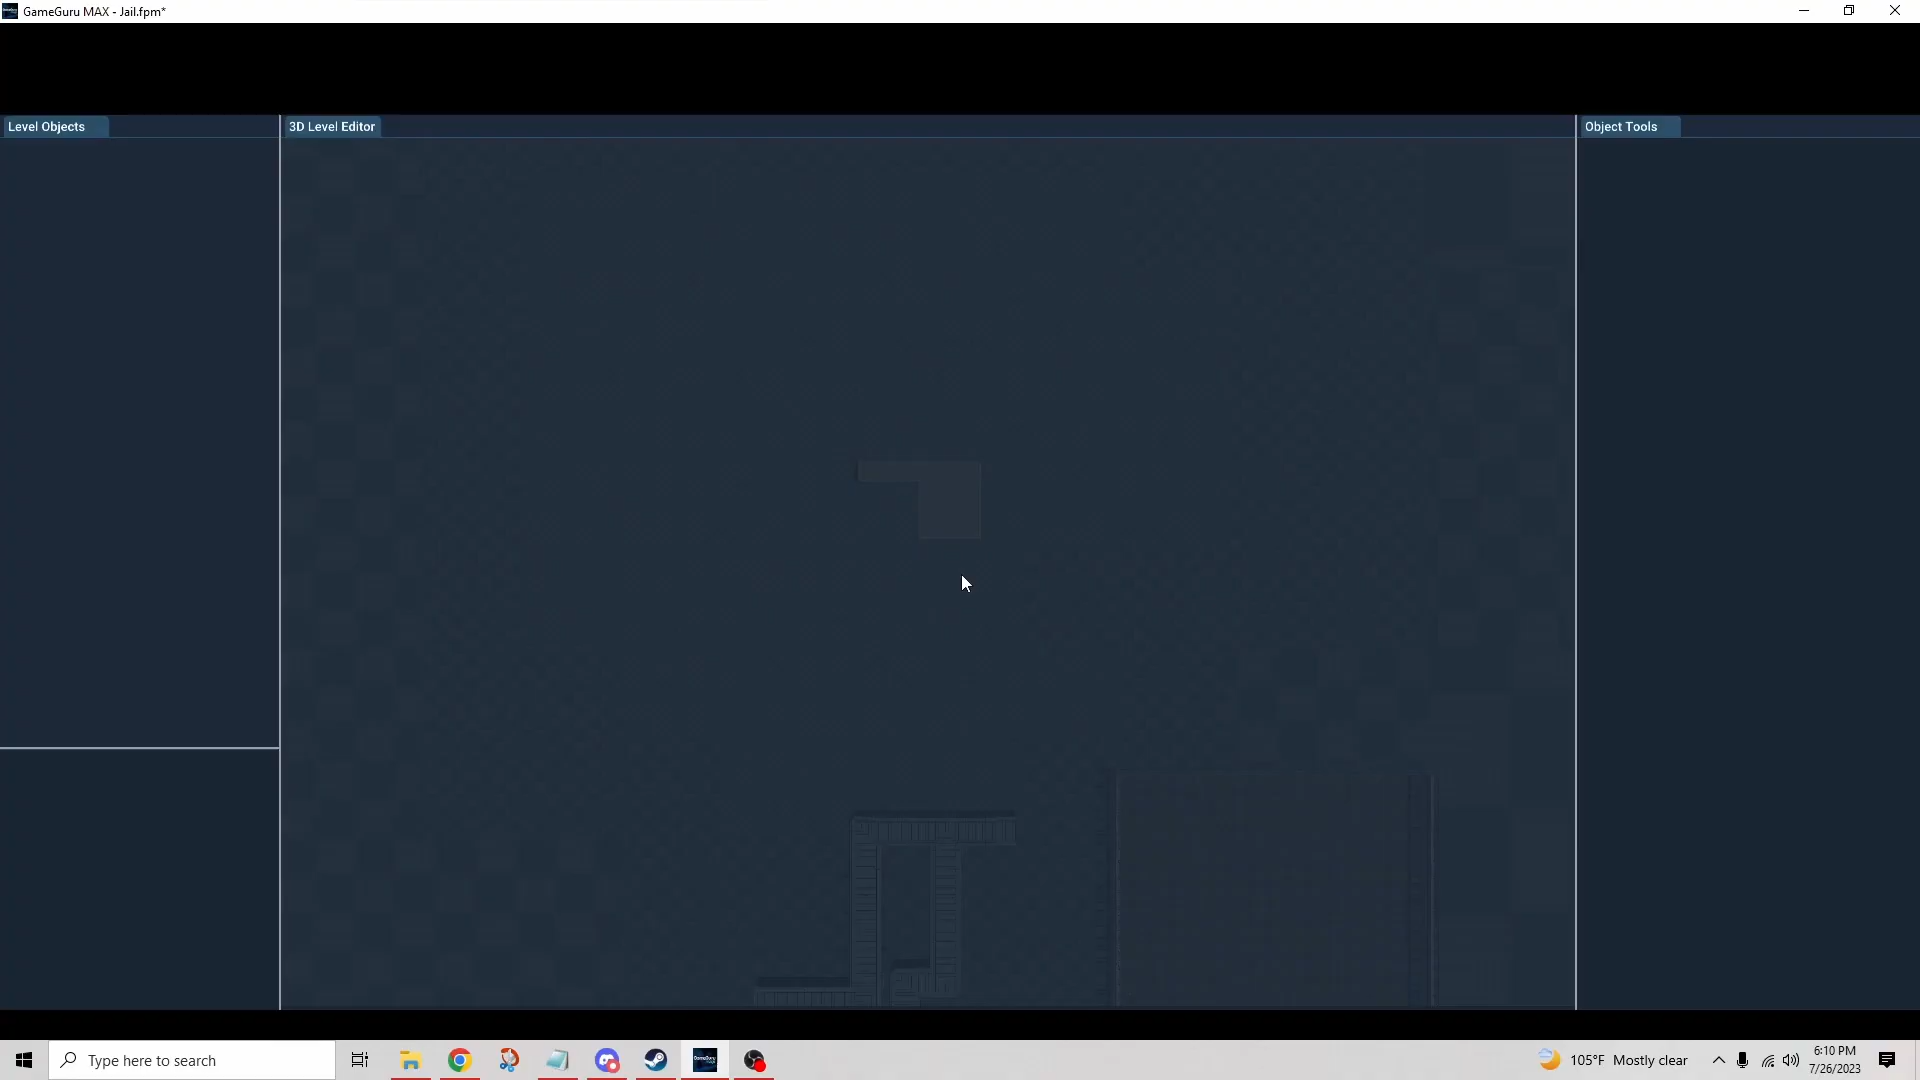 GameGuru MAX - Jail.fpm*
Level Objects
3D Level Editor
Object Tools
Type here to search
105°F Mostly clear
6:10 PM
7/26/2023